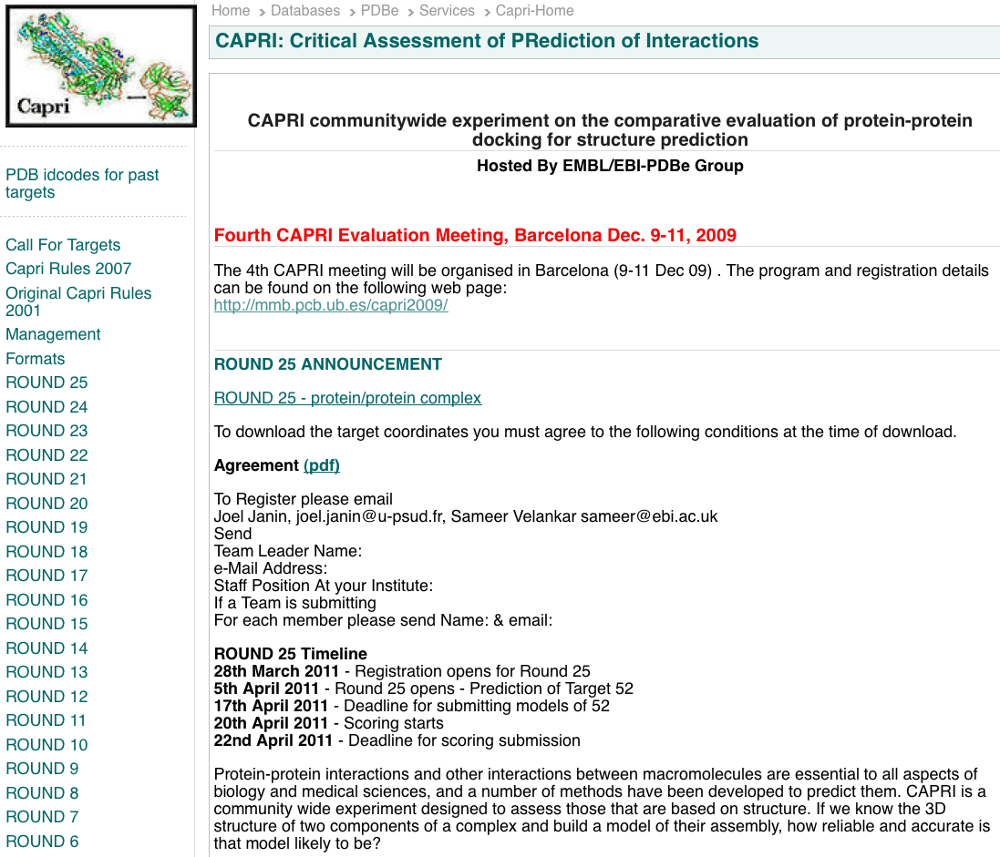 Home > Databases > PDBe > Services > Capri-Home
CAPRI: Critical Assessment of PRediction of Interactions
Capri
PDB idcodes for past
targets
Call For Targets
Capri Rules 2007
Original Capri Rules
2001
Management
Formats
ROUND 25
ROUND 24
ROUND 23
ROUND 22
ROUND 21
ROUND 20
ROUND 19
ROUND 18
ROUND 17
ROUND 16
ROUND 15
ROUND 14
ROUND 13
ROUND 12
ROUND 11
ROUND 10
ROUND 9
ROUND 8
ROUND 7
ROUND 6
CAPRI communitywide experiment on the comparative evaluation of protein-protein
docking for structure prediction
Hosted By EMBL/EBI-PDBe Group
Fourth CAPRI Evaluation Meeting, Barcelona Dec. 9-11, 2009
The 4th CAPRI meeting will be organised in Barcelona (9-11 Dec 09) . The program and registration details
can be found on the following web page:
http://mmb.pcb.ub.es/capri2009/
ROUND 25 ANNOUNCEMENT
ROUND 25 - protein/protein complex
To download the target coordinates you must agree to the following conditions at the time of download.
Agreement (pdf)
To Register please email
Joel Janin, joel.janin@u-psud.fr, Sameer Velankar sameer@ebi.ac.uk
Send
Team Leader Name:
e-Mail Address:
Staff Position At your Institute:
If a Team is submitting
For each member please send Name: & email:
ROUND 25 Timeline
28th March 2011 - Registration opens for Round 25
5th April 2011 - Round 25 opens - Prediction of Target 52
17th April 2011 - Deadline for submitting models of 52
20th April 2011 - Scoring starts
22nd April 2011 - Deadline for scoring submission
Protein-protein interactions and other interactions between macromolecules are essential to all aspects of
biology and medical sciences, and a number of methods have been developed to predict them. CAPRI is a
community wide experiment designed to assess those that are based on structure. If we know the 3D
structure of two components of a complex and build a model of their assembly, how reliable and accurate is
that model likely to be?